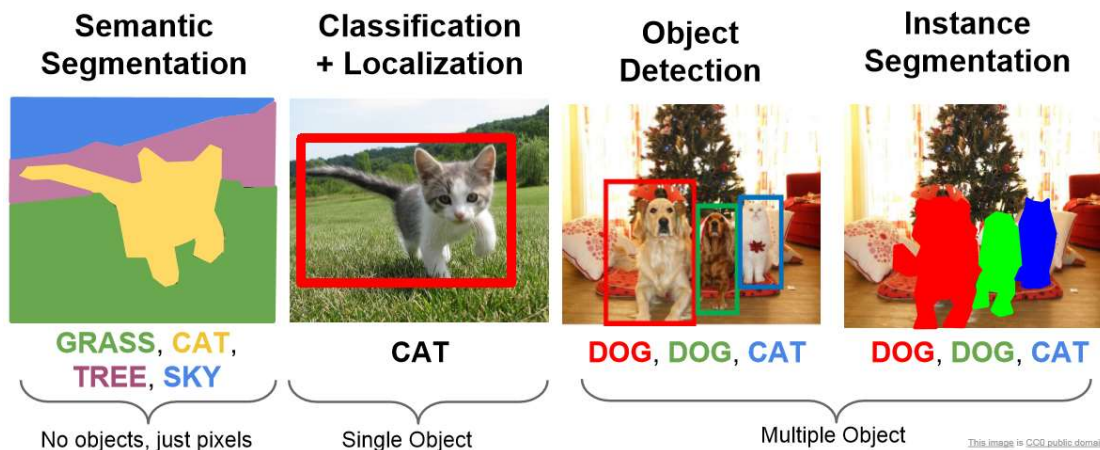 Semantic
Segmentation
Classification
+ Localization
Object
Detection
Instance
Segmentation
GRASS, CAT,
TREE, SKY
CAT
DOG, DOG, CAT
DOG, DOG, CAT
No objects, just pixels
Single Object
Multiple Object
This image is CC0 public domai